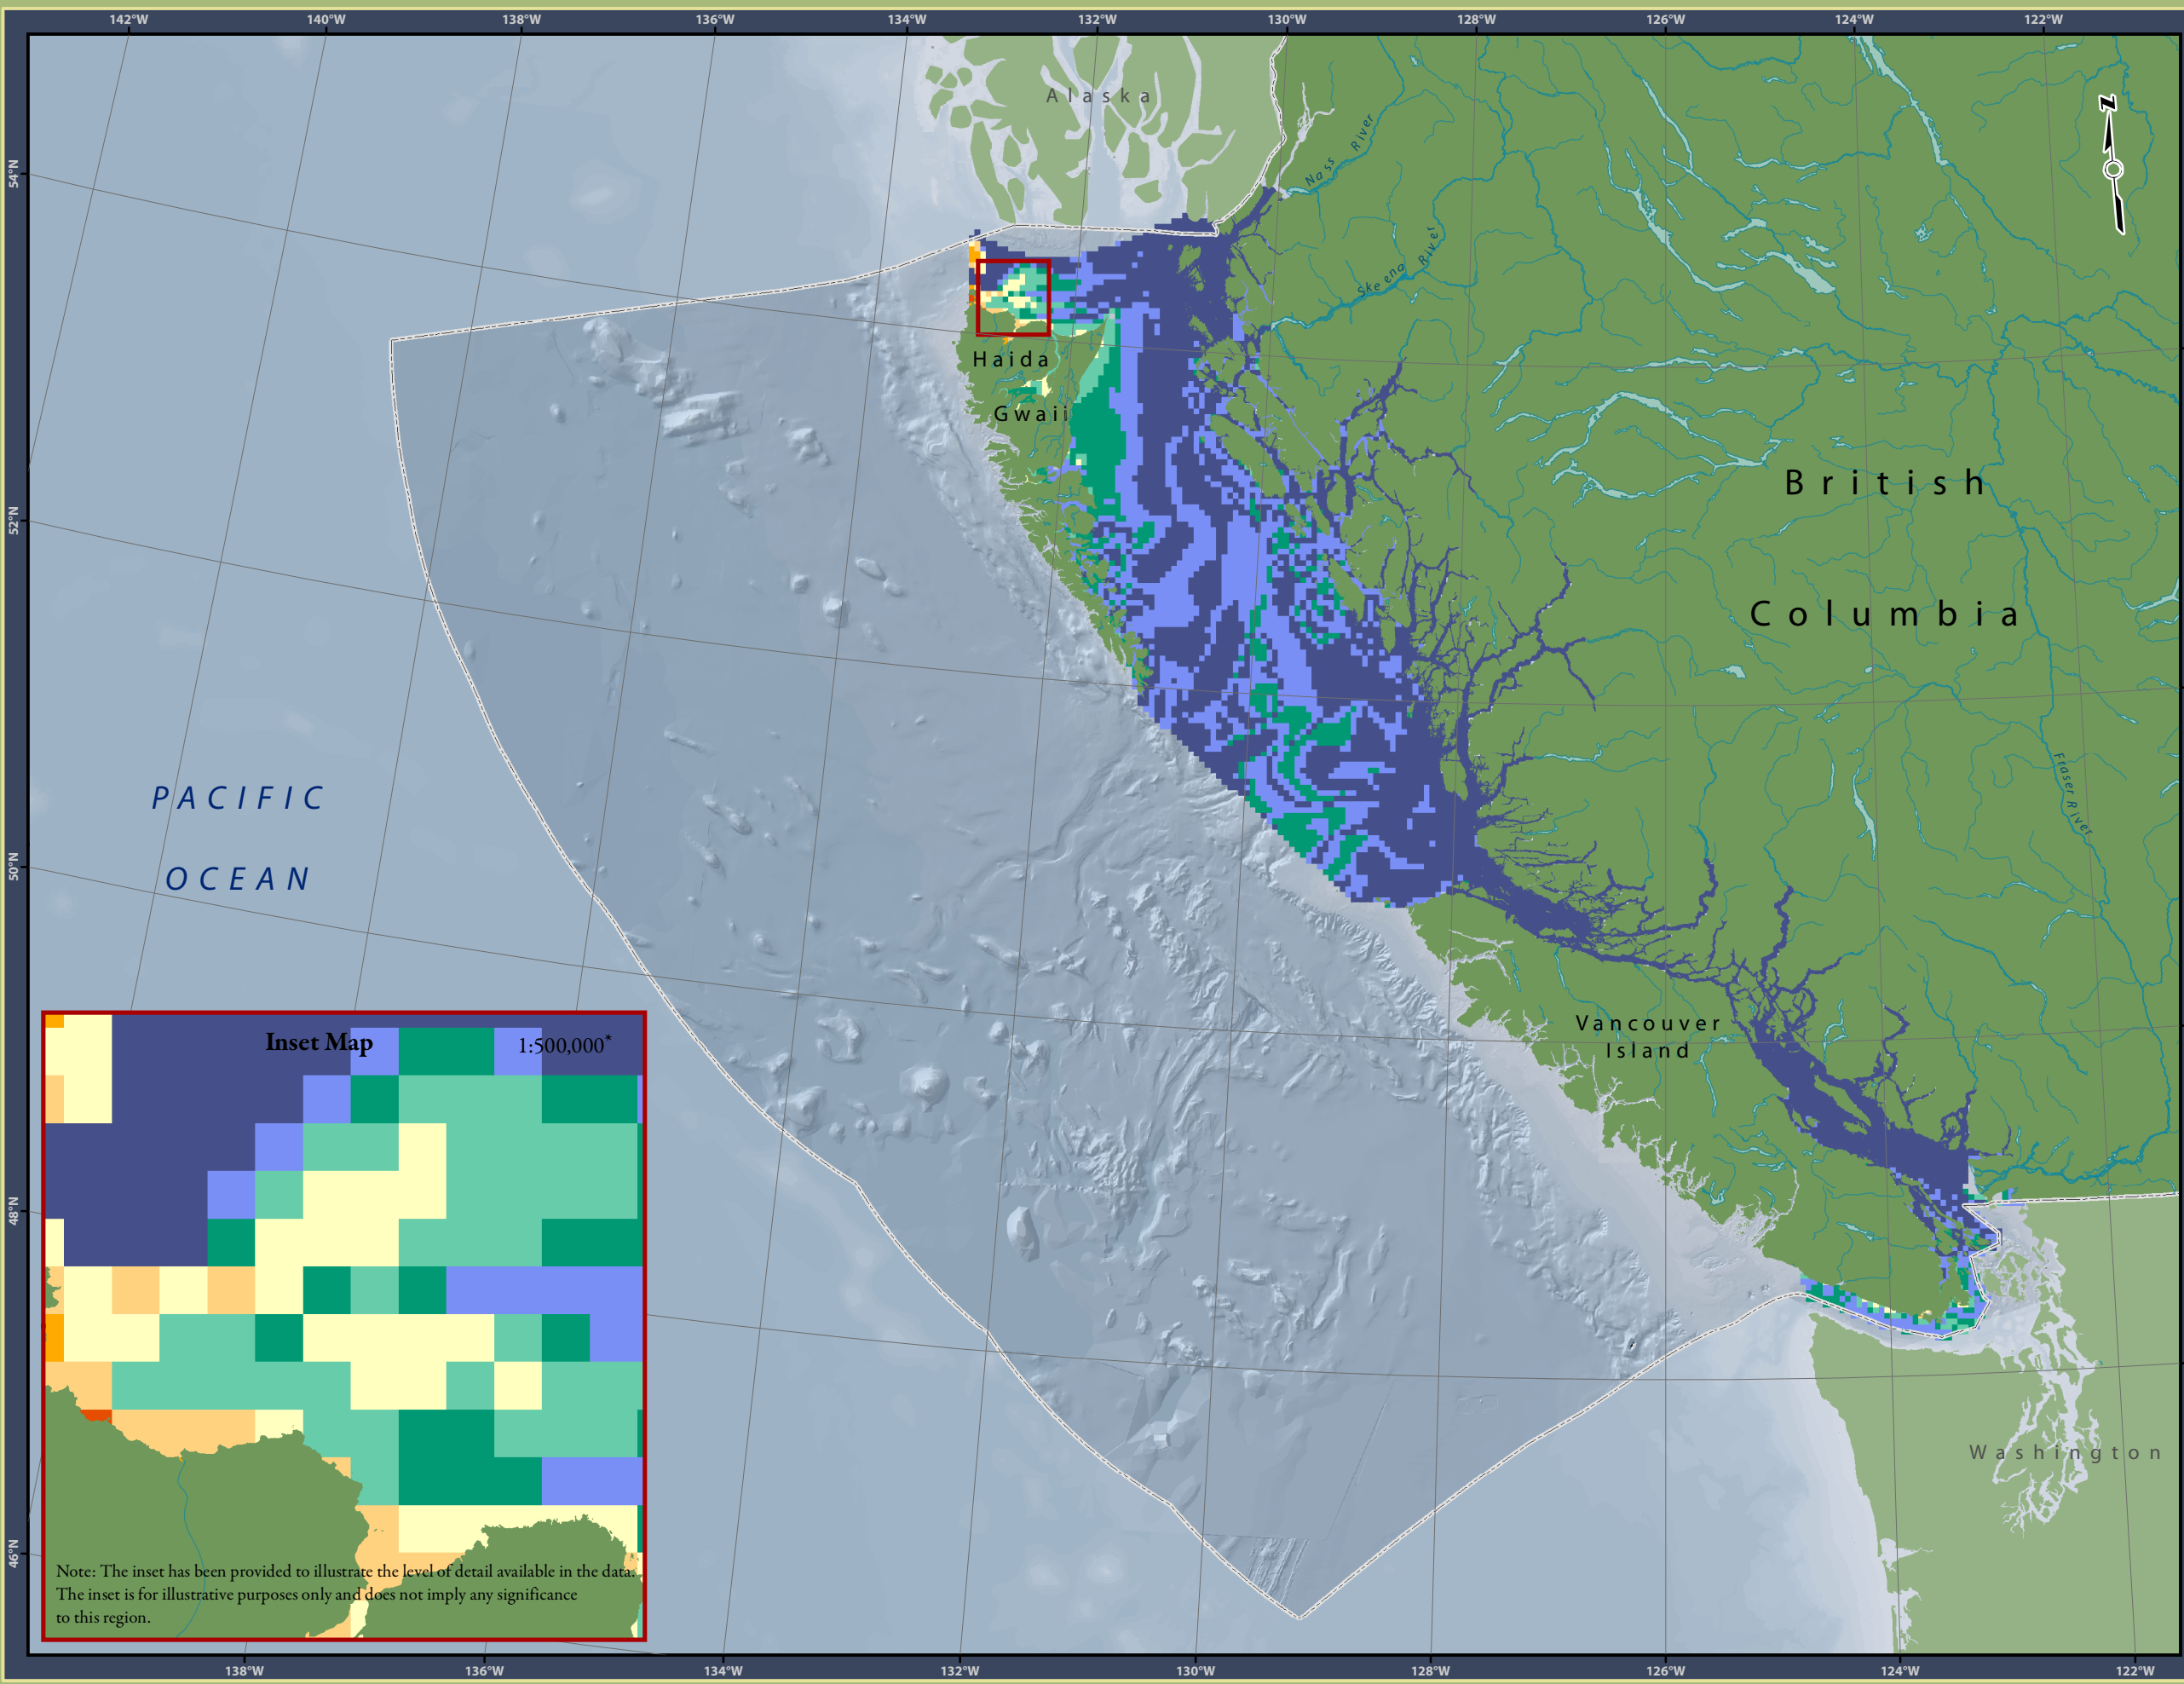 142°W 140°W 138°W 136°W 134°W 132°W 130°W 128°W 126°W 124°W 122°W
Alaska
N
54°N
Nass River
Skeena River
Haida
Gwaii
British
Columbia
52°N
Fraser River
PACIFIC
OCEAN
50°N
Vancouver
Island
Inset Map 1:500,000*
48°N
Washington
46°N
Note: The inset has been provided to illustrate the level of detail available in the data.
The inset is for illustrative purposes only and does not imply any significance
to this region.
138°W 136°W 134°W 132°W 130°W 128°W 126°W 124°W 122°W